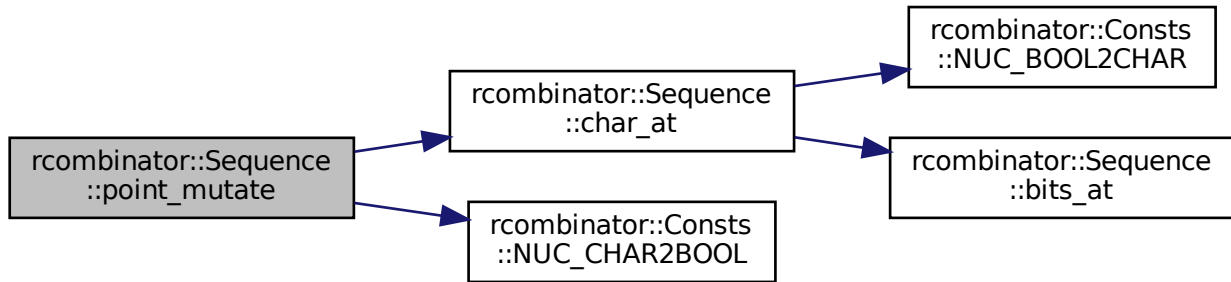 rcombinator::Sequence
::point_mutate
rcombinator::Sequence
::char_at
rcombinator::Consts
::NUC_CHAR2BOOL
rcombinator::Consts
::NUC_BOOL2CHAR
rcombinator::Sequence
::bits_at